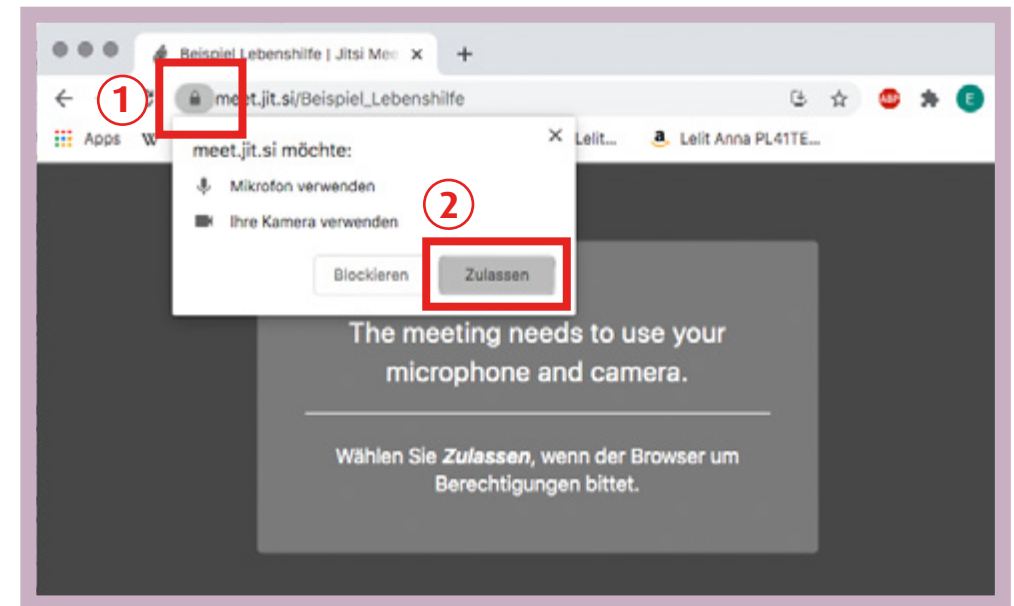 Beispiel Lebenshilfe | Jitsi Mee
①
meet.jit.si/Beispiel_Lebenshilfe
ABP
E
Apps
W
Lelit...
a
Lelit Anna PL41TE...
meet.jit.si möchte:
Mikrofon verwenden
Ihre Kamera verwenden
②
Blockieren
Zulassen
The meeting needs to use your
microphone and camera.
Wählen Sie Zulassen, wenn der Browser um
Berechtigungen bittet.